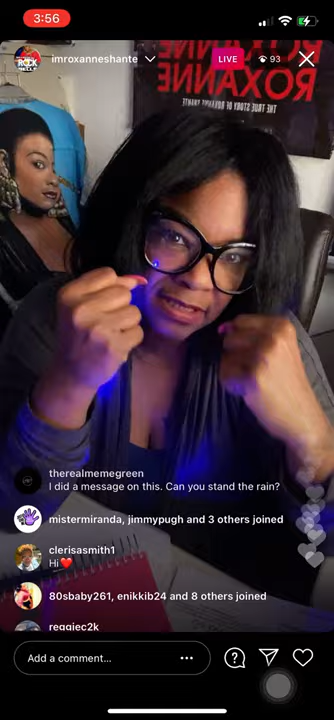 3:56
imroxanneshante
LIVE
93
ROCK
BELLS
ROXANNE
ROXANNE
THE TRUE STORY OF ROXANNE SHANTE
therealmemegreen
I did a message on this. Can you stand the rain?
mistermiranda, jimmypugh and 3 others joined
clerisasmith1
Hi❤️
80sbaby261, enikkib24 and 8 others joined
reggiec2k
Add a comment...